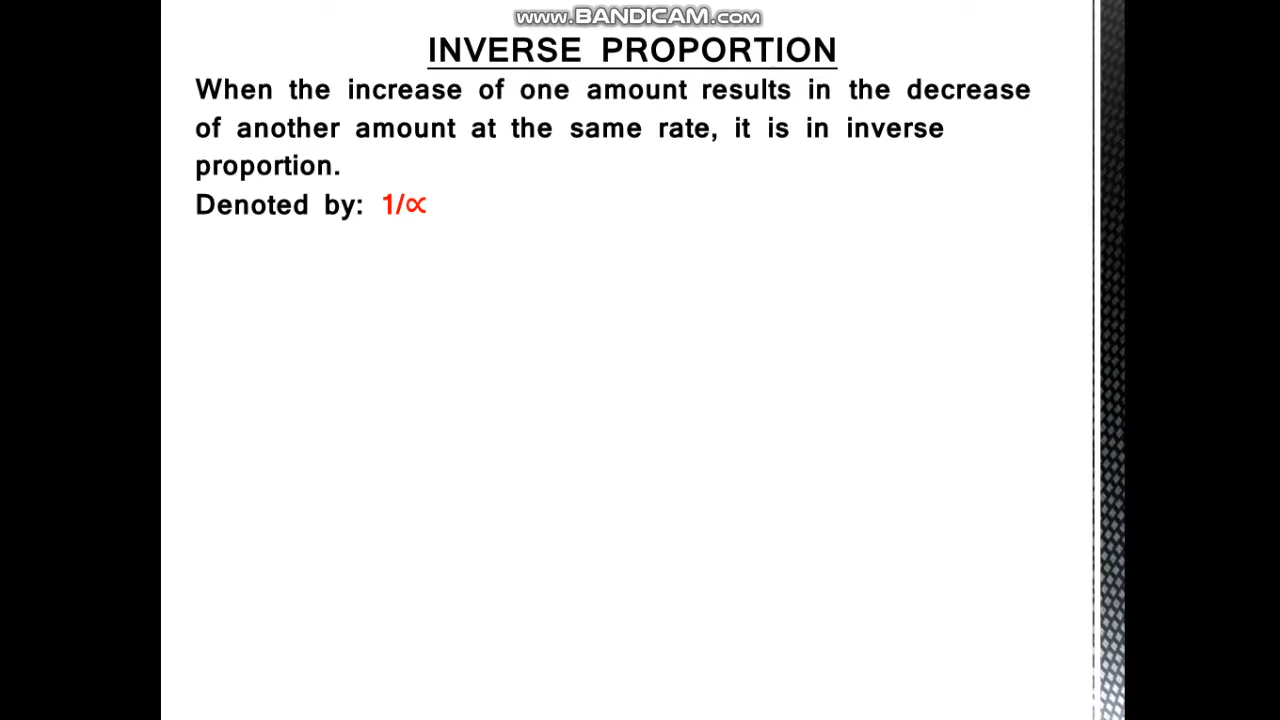 www.BANDICAM.com
INVERSE PROPORTION
When the increase of one amount results in the decrease
of another amount at the same rate, it is in inverse
proportion.
Denoted by: 1/∝